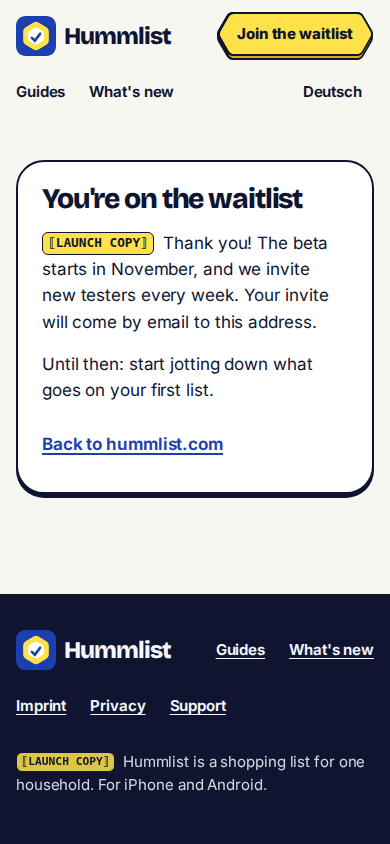 Hummlist
Join the waitlist
Guides What's new Deutsch
You're on the waitlist
⟦LAUNCH COPY⟧ Thank you! The beta
starts in November, and we invite
new testers every week. Your invite
will come by email to this address.
Until then: start jotting down what
goes on your first list.
Back to hummlist.com
Hummlist
Guides What's new
Imprint Privacy Support
⟦LAUNCH COPY⟧ Hummlist is a shopping list for one
household. For iPhone and Android.